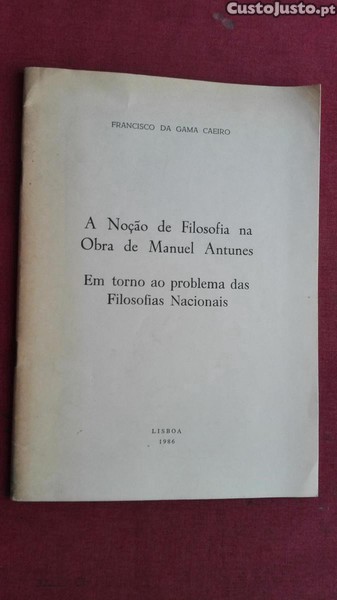 CustoJusto.pt
FRANCISCO DA GAMA CAEIRO
A Noção de Filosofia na
Obra de Manuel Antunes
Em torno ao problema das
Filosofias Nacionais
LISBOA
1986